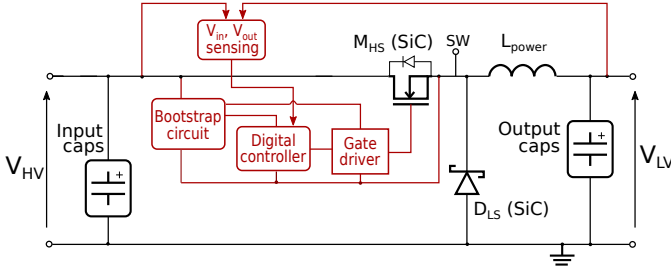 V_in, V_out
sensing
M_HS (SiC)
SW
L_power
Input
caps
+
Bootstrap
circuit
Digital
controller
Gate
driver
Output
caps
+
V_HV
V_LV
D_LS (SiC)